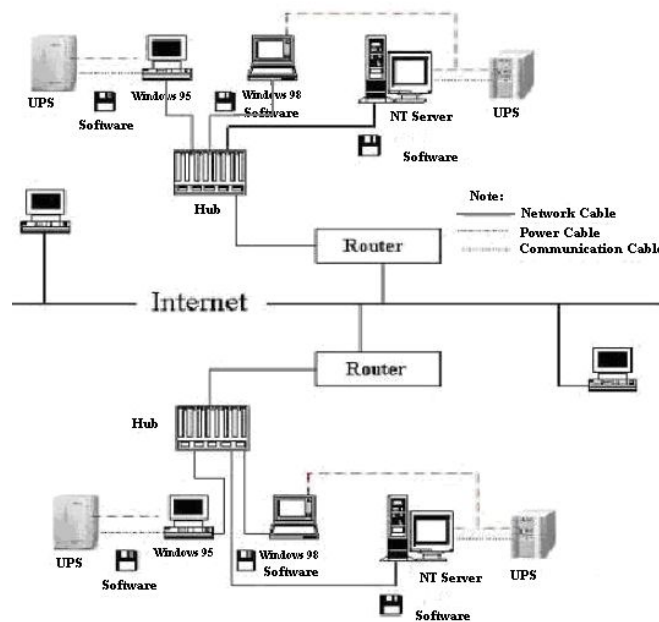 UPS
Windows 95
Software
Windows 98
Software
NT Server
Software
UPS
Hub
Router
Note:
Network Cable
Power Cable
Communication Cable
Internet
Router
Hub
UPS
Windows 95
Software
Windows 98
Software
NT Server
Software
UPS